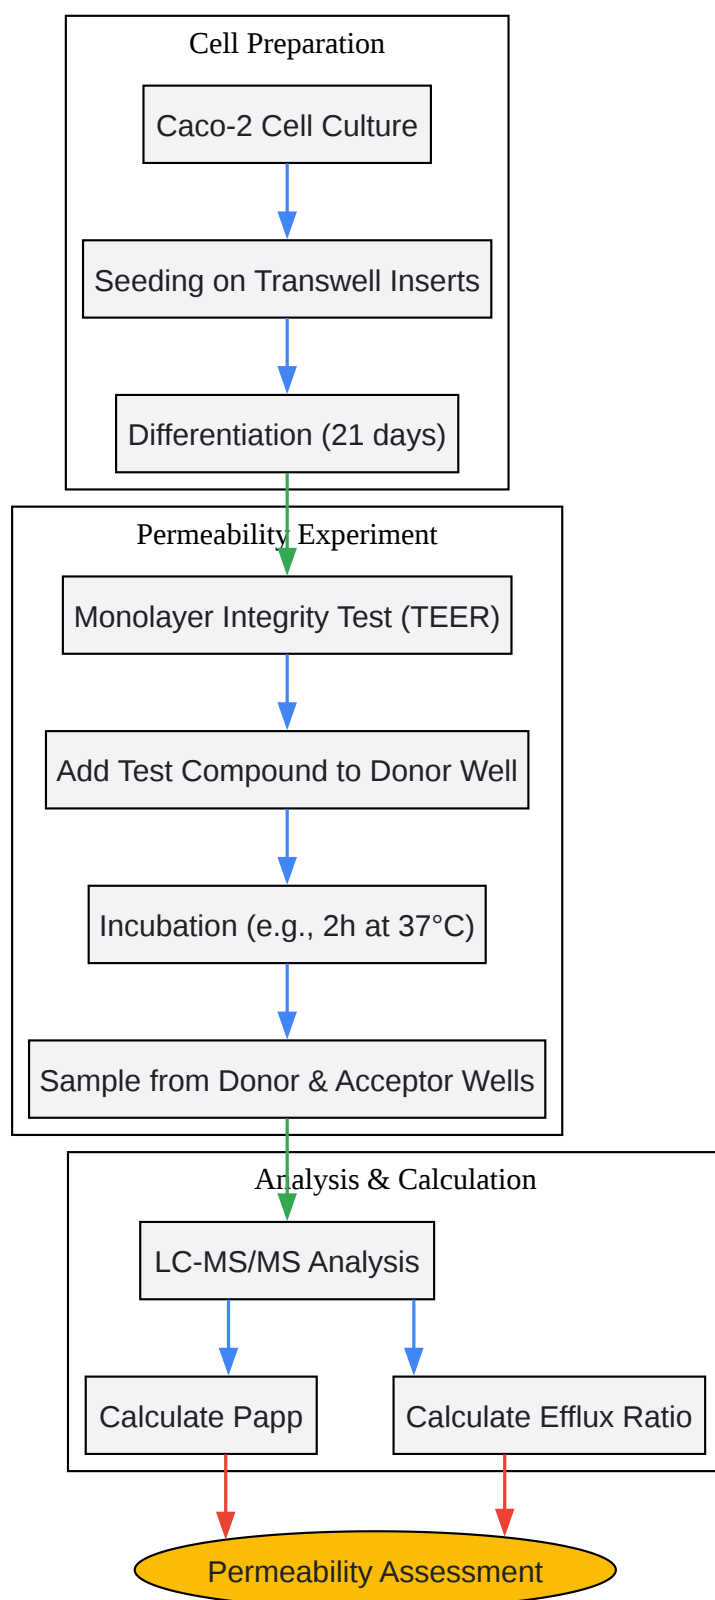 Cell Preparation
Caco-2 Cell Culture
Seeding on Transwell Inserts
Differentiation (21 days)
Permeability Experiment
Monolayer Integrity Test (TEER)
Add Test Compound to Donor Well
Incubation (e.g., 2h at 37°C)
Sample from Donor & Acceptor Wells
Analysis & Calculation
LC-MS/MS Analysis
Calculate Papp
Calculate Efflux Ratio
Permeability Assessment